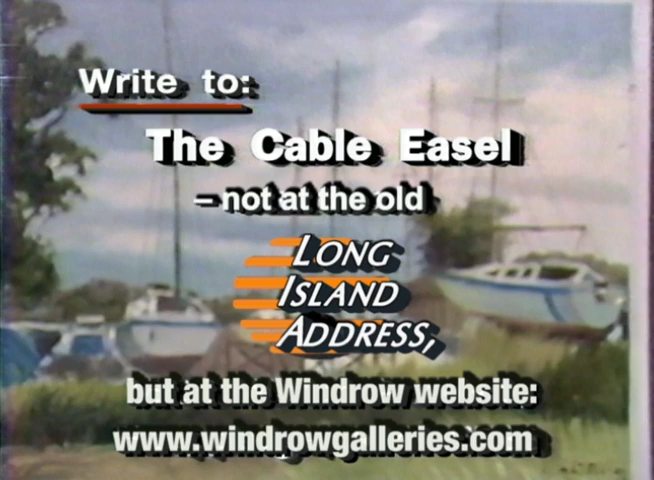 Write to:
The Cable Easel
– not at the old
LONG
ISLAND
ADDRESS,
but at the Windrow website:
www.windrowgalleries.com